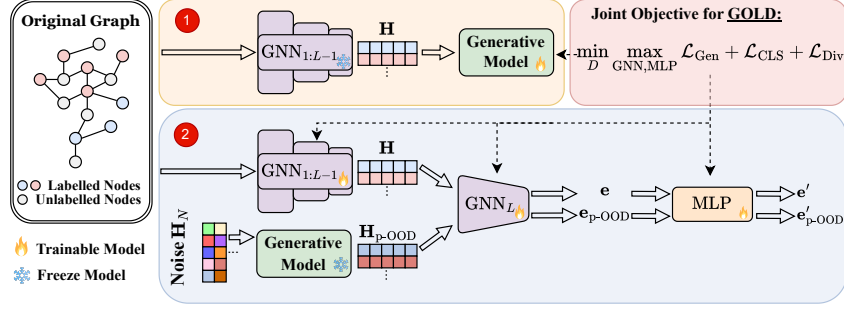 Original Graph
Labelled Nodes
Unlabelled Nodes
Trainable Model
Freeze Model
1
GNN1:L−1
H
⋮
Generative
Model
Joint Objective for GOLD:
min D max GNN,MLP ℒGen + ℒCLS + ℒDiv
2
GNN1:L−1
H
⋮
Noise HN
...
Generative
Model
Hp-OOD
⋮
GNNL
e
ep-OOD
MLP
e′
e′p-OOD